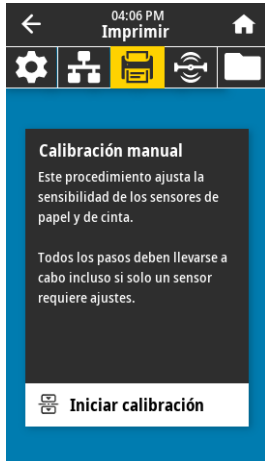 04:06 PM
Imprimir
Calibración manual
Este procedimiento ajusta la
sensibilidad de los sensores de
papel y de cinta.
Todos los pasos deben llevarse a
cabo incluso si solo un sensor
requiere ajustes.
Iniciar calibración